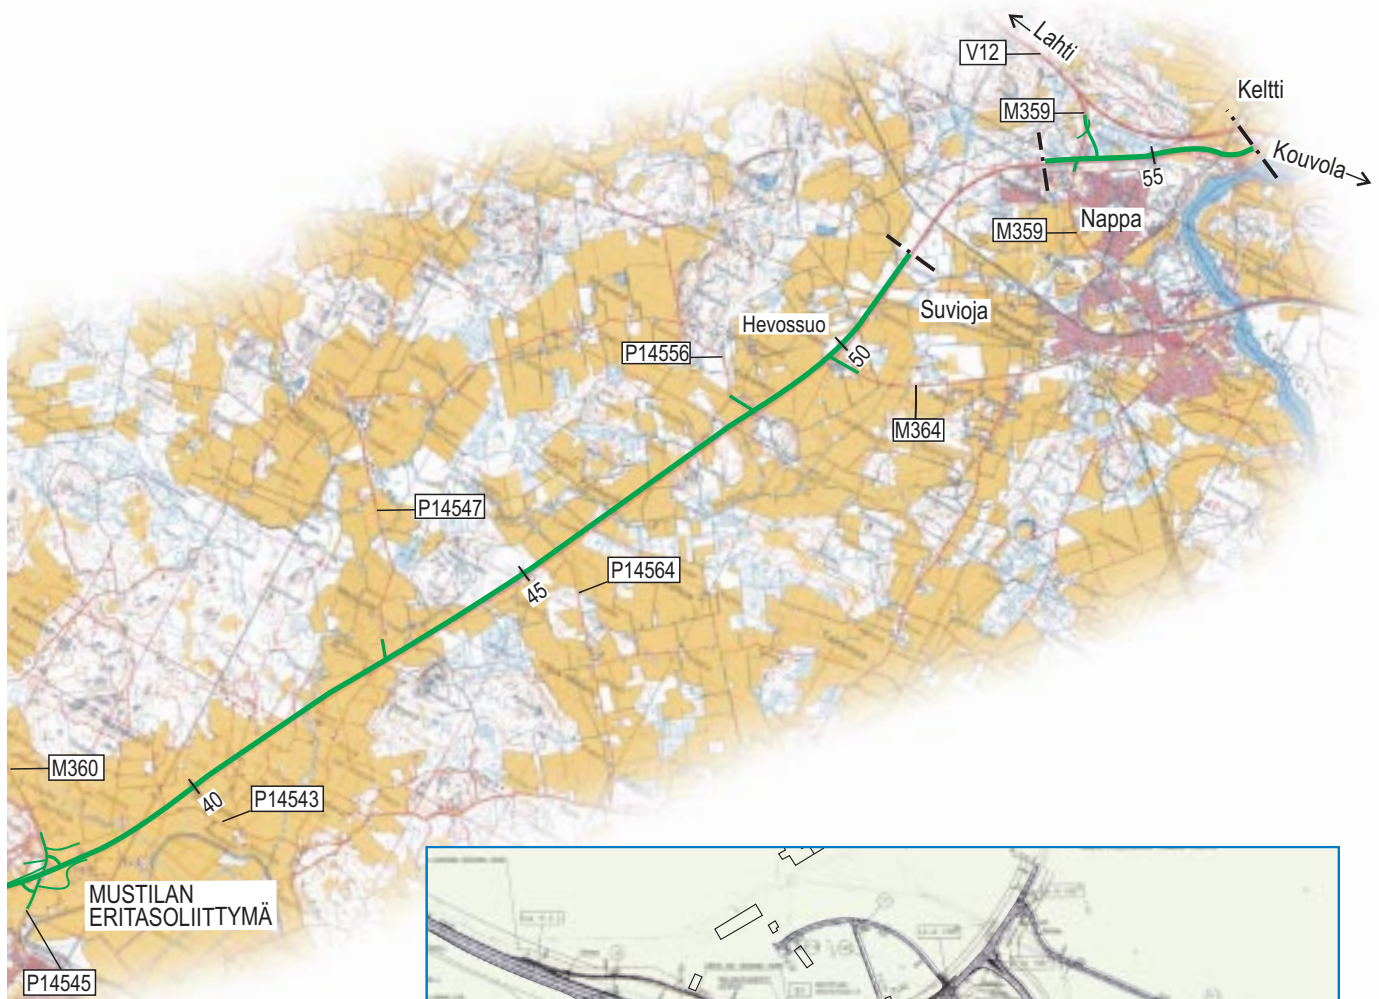 Lahti
V12
Keltti
M359
Kouvola
55
M359
Nappa
Suvioja
Hevossuo
P14556
50
M364
P14547
P14564
45
M360
40
P14543
MUSTILAN
ERITASOLIITTYMÄ
P14545